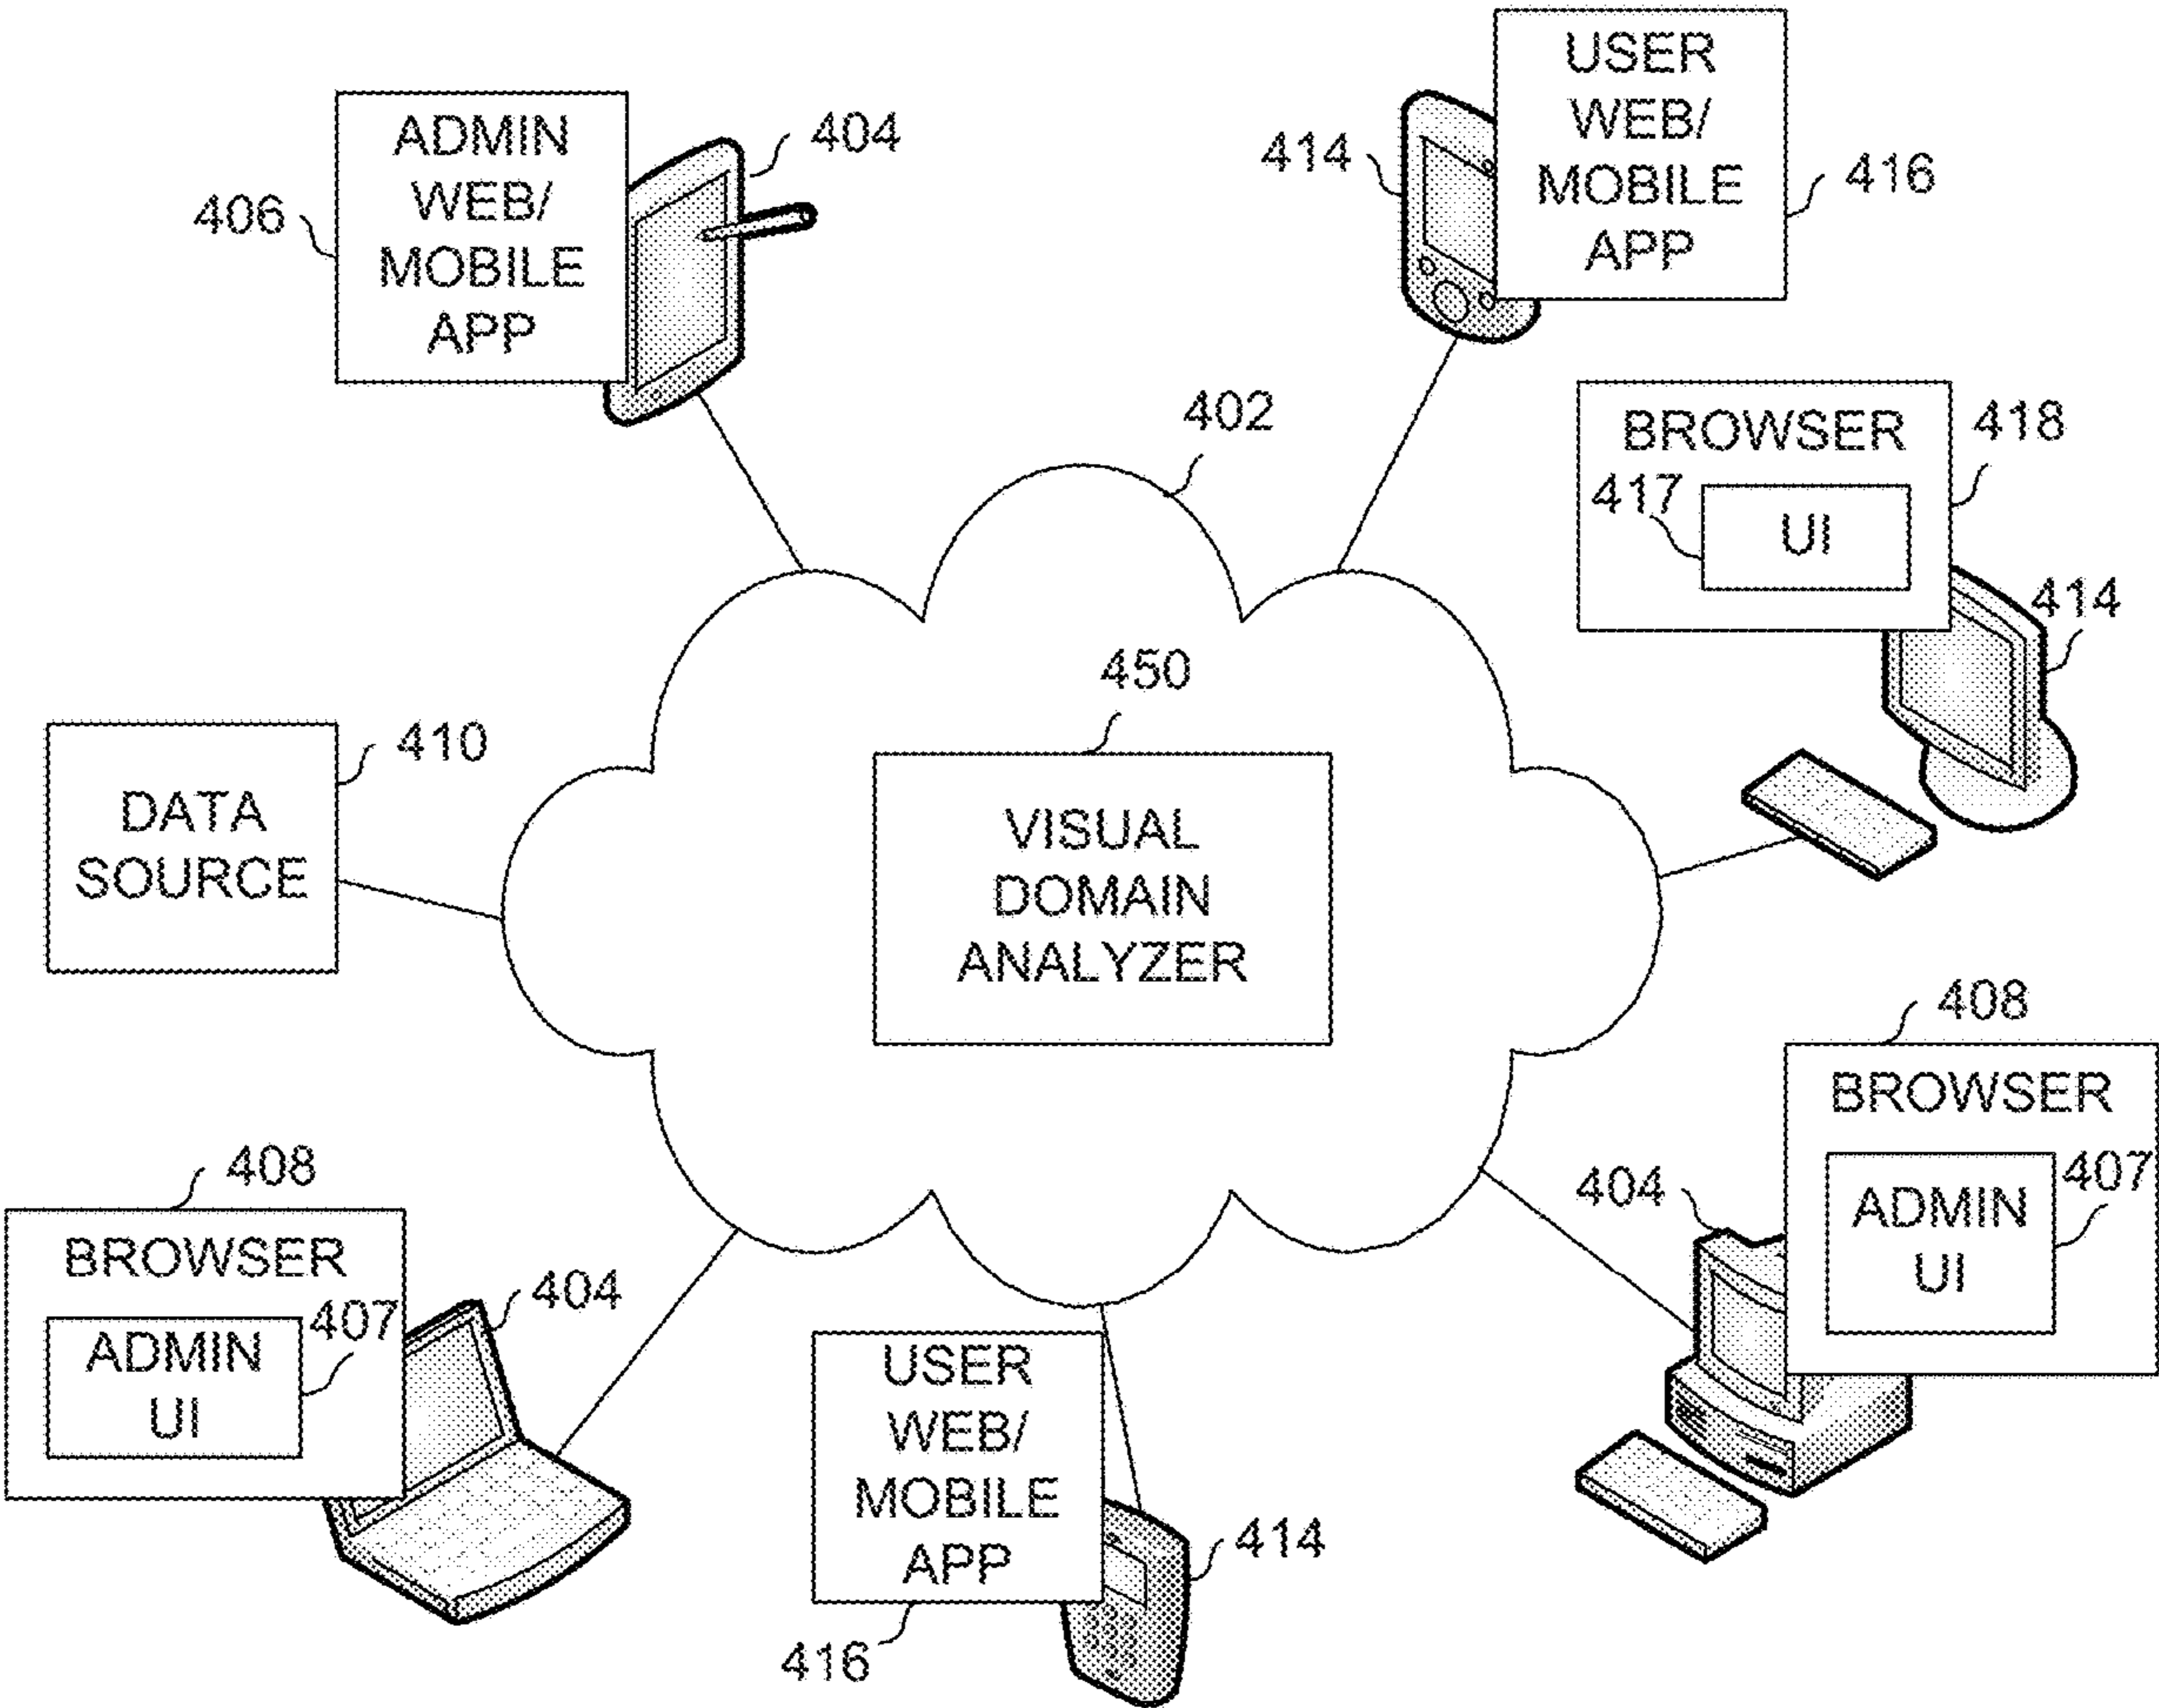 USER
WEB/
MOBILE
APP
414
416
ADMIN
WEB/
MOBILE
APP
404
406
402
BROWSER
418
417
UI
414
450
VISUAL
DOMAIN
ANALYZER
410
DATA
SOURCE
408
BROWSER
407
ADMIN
UI
404
408
BROWSER
407
ADMIN
UI
404
USER
WEB/
MOBILE
APP
414
416